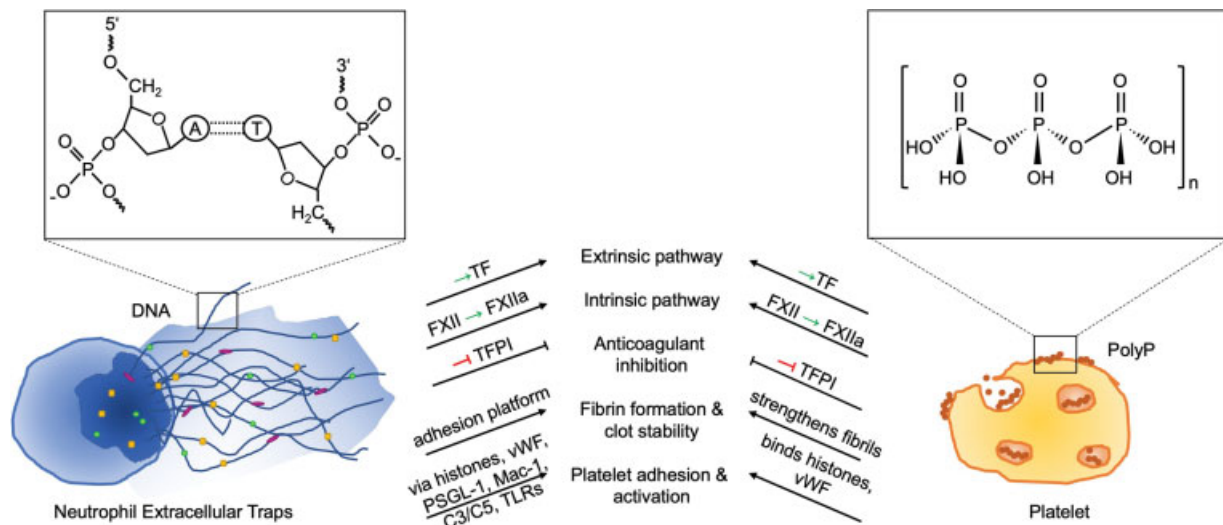 5'
O
CH2
3'
O
O
P
O
-O
O
O
A
T
O
O
P
O
O-
H2C
O O O
P P P
HO O O OH
HO OH OH
n
DNA
Neutrophil Extracellular Traps
→TF
FXII → FXIIa
TFPI
adhesion platform
via histones, vWF,
PSGL-1, Mac-1,
C3/C5, TLRs
Extrinsic pathway
Intrinsic pathway
Anticoagulant
inhibition
Fibrin formation &
clot stability
Platelet adhesion &
activation
→TF
FXII → FXIIa
TFPI
strengthens fibrils
binds histones,
vWF
PolyP
Platelet